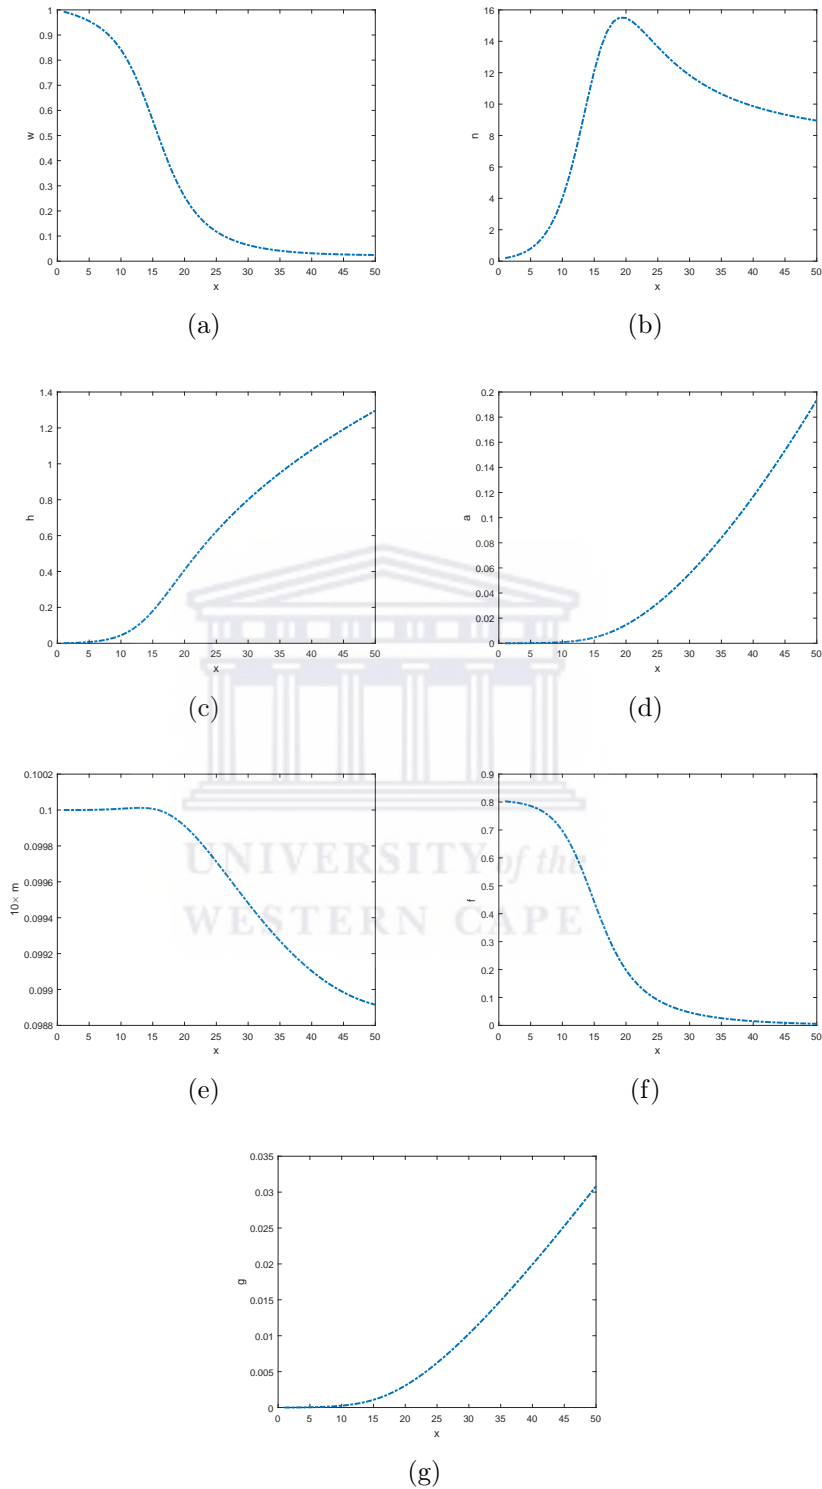 1
0.9
0.8
0.7
0.6
0.5
0.4
0.3
0.2
0.1
0
w
0 5 10 15 20 25 30 35 40 45 50
x
(a)
16
14
12
10
8
6
4
2
0
n
0 5 10 15 20 25 30 35 40 45 50
x
(b)
1.4
1.2
1
0.8
0.6
0.4
0.2
0
h
0 5 10 15 20 25 30 35 40 45 50
x
(c)
0.2
0.18
0.16
0.14
0.12
0.1
0.08
0.06
0.04
0.02
0
a
0 5 10 15 20 25 30 35 40 45 50
x
(d)
0.1002
0.1
0.0998
0.0996
0.0994
0.0992
0.099
0.0988
10× m
0 5 10 15 20 25 30 35 40 45 50
x
(e)
0.9
0.8
0.7
0.6
0.5
0.4
0.3
0.2
0.1
0
f
0 5 10 15 20 25 30 35 40 45 50
x
(f)
UNIVERSITY of the
WESTERN CAPE
0.035
0.03
0.025
0.02
0.015
0.01
0.005
0
g
0 5 10 15 20 25 30 35 40 45 50
x
(g)